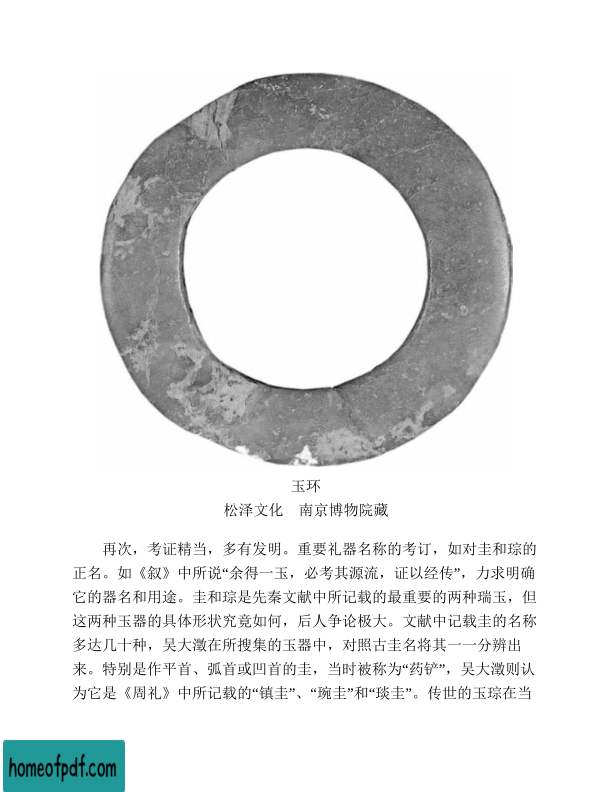 玉环
松泽文化　南京博物院藏
再次，考证精当，多有发明。重要礼器名称的考订，如对圭和琮的
正名。如《叙》中所说“余得一玉，必考其源流，证以经传”，力求明确
它的器名和用途。圭和琮是先秦文献中所记载的最重要的两种瑞玉，但
这两种玉器的具体形状究竟如何，后人争论极大。文献中记载圭的名称
多达几十种，吴大澂在所搜集的玉器中，对照古圭名将其一一分辨出
来。特别是作平首、弧首或凹首的圭，当时被称为“药铲”，吴大澂则认
为它是《周礼》中所记载的“镇圭”、“琬圭”和“琰圭”。传世的玉琮在当
homeofpdf.com